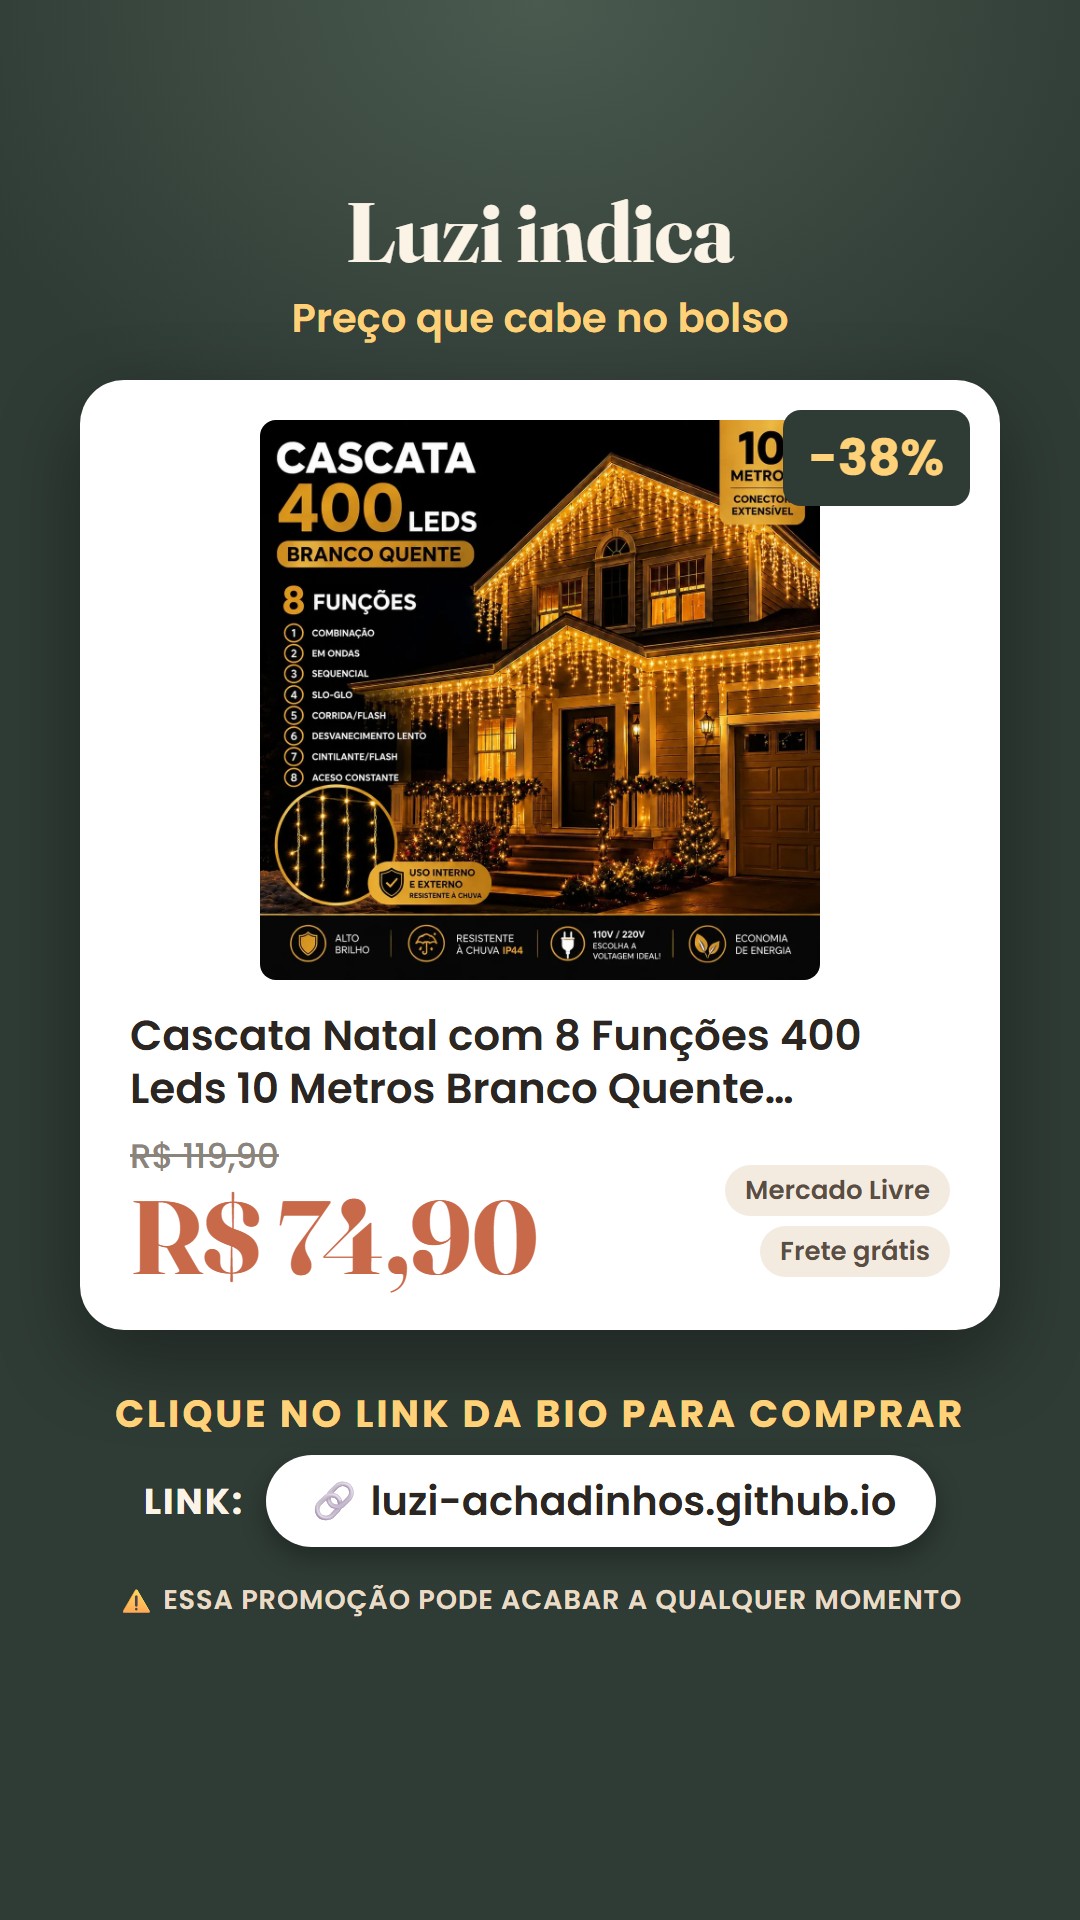 Luzi indica
Preço que cabe no bolso
-38%
CASCATA
400 LEDS
BRANCO QUENTE
10
METRO
CONECTOR
EXTENSÍVEL
8 FUNÇÕES
1 COMBINAÇÃO
2 EM ONDAS
3 SEQUENCIAL
4 SLO-GLO
5 CORRIDA/FLASH
6 DESVANECIMENTO LENTO
7 CINTILANTE/FLASH
8 ACESO CONSTANTE
USO INTERNO
E EXTERNO
RESISTENTE À CHUVA
ALTO
BRILHO
RESISTENTE
À CHUVA IP44
110V / 220V
ESCOLHA A
VOLTAGEM IDEAL!
ECONOMIA
DE ENERGIA
Cascata Natal com 8 Funções 400
Leds 10 Metros Branco Quente...
R$ 119,90
R$ 74,90
Mercado Livre
Frete grátis
CLIQUE NO LINK DA BIO PARA COMPRAR
LINK: 🔗 luzi-achadinhos.github.io
⚠️ ESSA PROMOÇÃO PODE ACABAR A QUALQUER MOMENTO